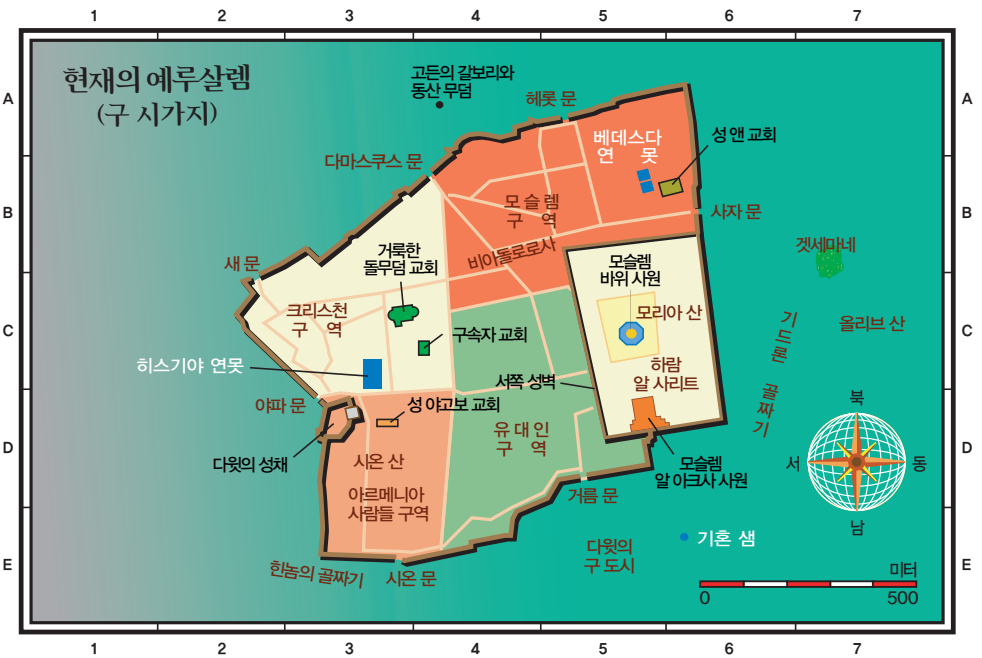 1 2 3 4 5 6 7
A
B
C
D
E
현재의 예루살렘
(구 시가지)
고든의 갈보리와
동산 무덤
헤롯 문
베데스다
연 못
성 앤 교회
다마스쿠스 문
모슬렘
구 역
사자 문
비아돌로로사
거룩한
돌무덤 교회
새 문
모슬렘
바위 사원
겟세마네
크리스천
구 역
모리아 산
기드론 골짜기
올리브 산
구속자 교회
히스기야 연못
하람
알 사리트
서쪽 성벽
야파 문
성 야고보 교회
유대인
구 역
다윗의 성채
시온 산
모슬렘
알 아크사 사원
아르메니아
사람들 구역
거름 문
북
서
동
남
기혼 샘
다윗의
구 도시
한놈의 골짜기
시온 문
미터
0 500
A
B
C
D
E
1 2 3 4 5 6 7